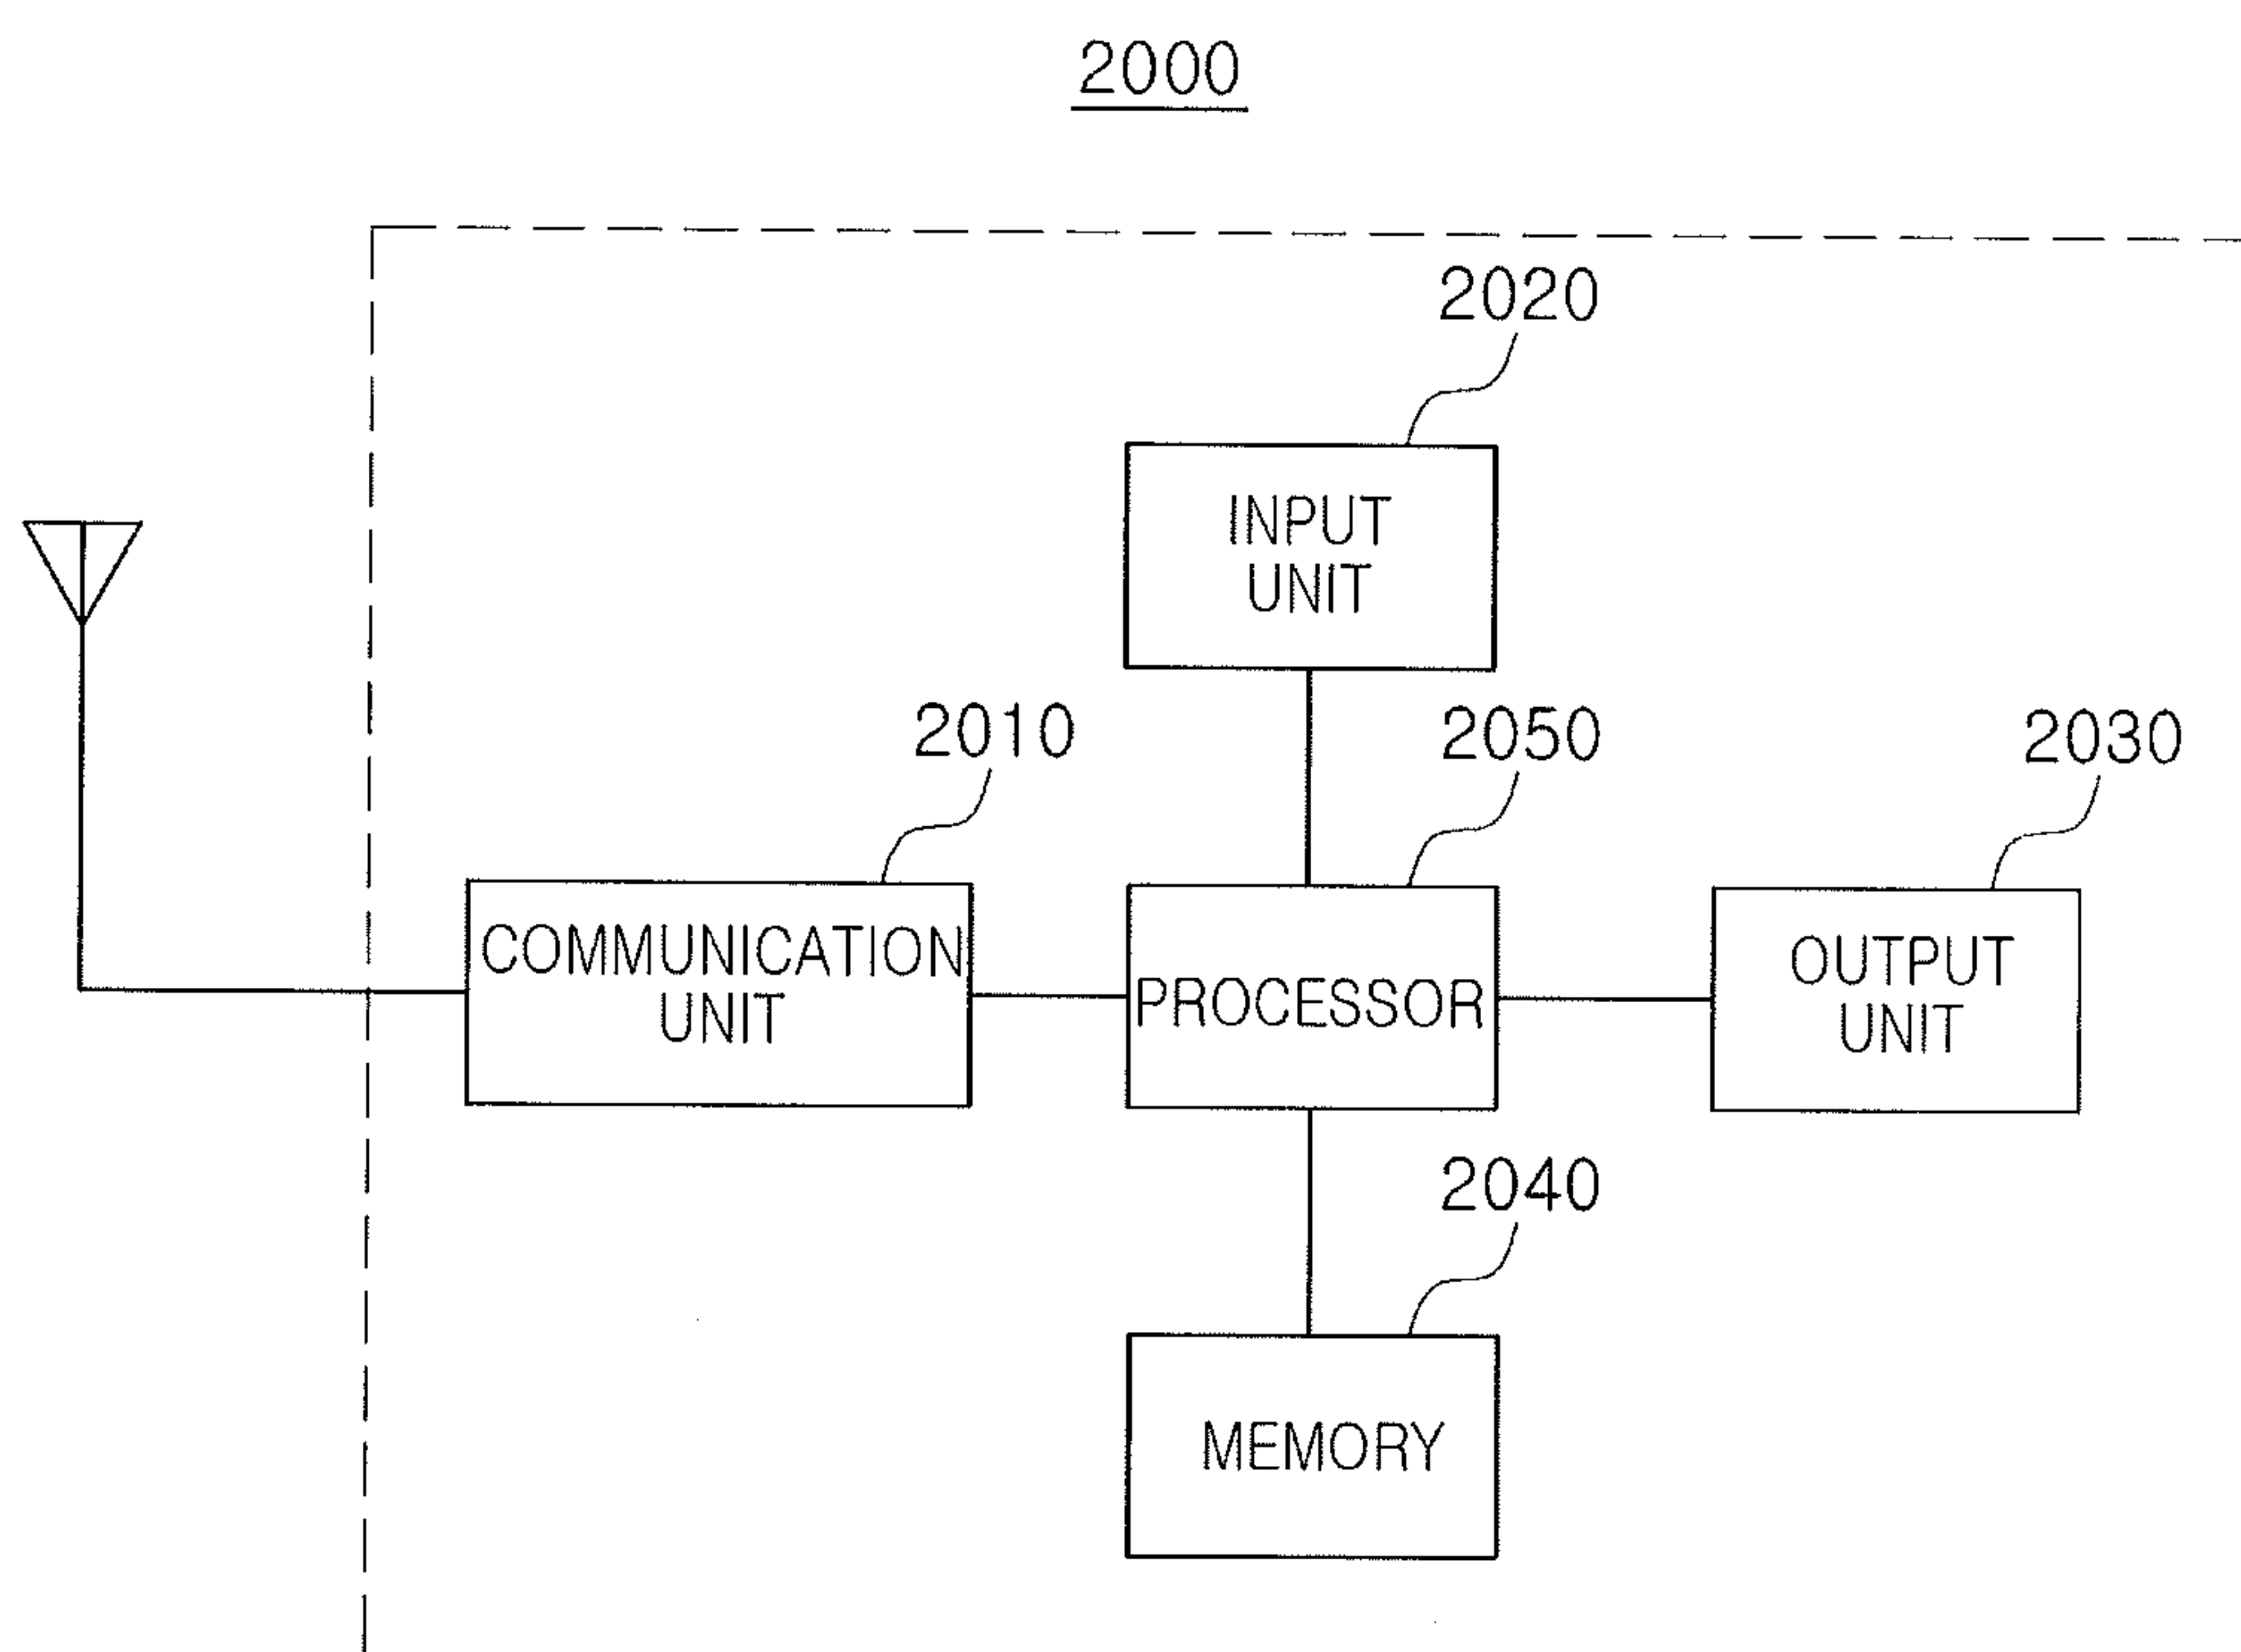 2000
2020
INPUT
UNIT
2010
2050
2030
COMMUNICATION
UNIT
PROCESSOR
OUTPUT
UNIT
2040
MEMORY